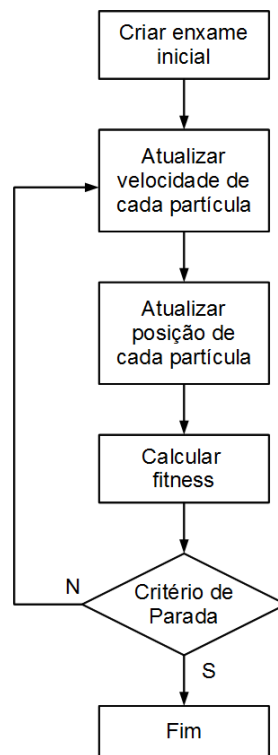 Criar enxame
inicial
Atualizar
velocidade de
cada partícula
Atualizar
posição de
cada partícula
Calcular
fitness
N
Critério de
Parada
S
Fim